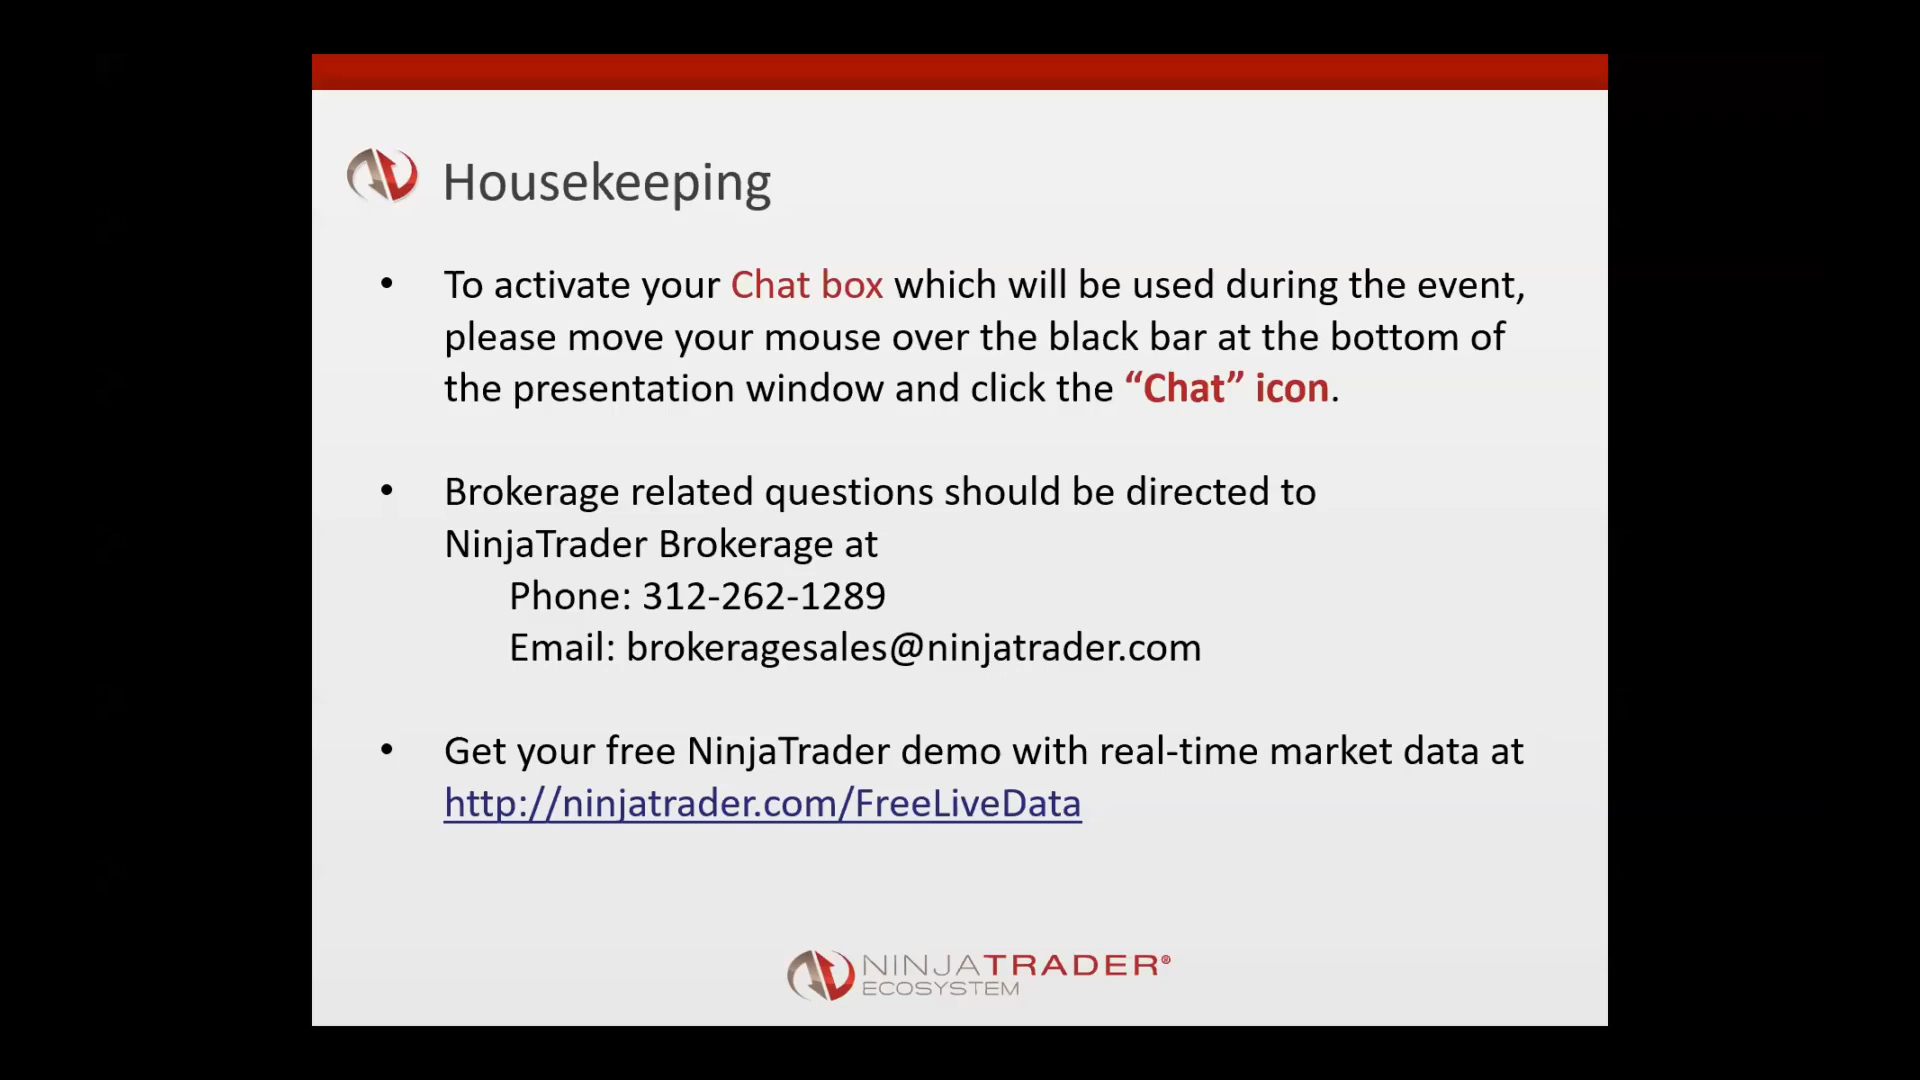 Housekeeping
• To activate your Chat box which will be used during the event,
please move your mouse over the black bar at the bottom of
the presentation window and click the “Chat” icon.
• Brokerage related questions should be directed to
NinjaTrader Brokerage at
Phone: 312-262-1289
Email: brokeragesales@ninjatrader.com
• Get your free NinjaTrader demo with real-time market data at
http://ninjatrader.com/FreeLiveData
NINJATRADER®
ECOSYSTEM